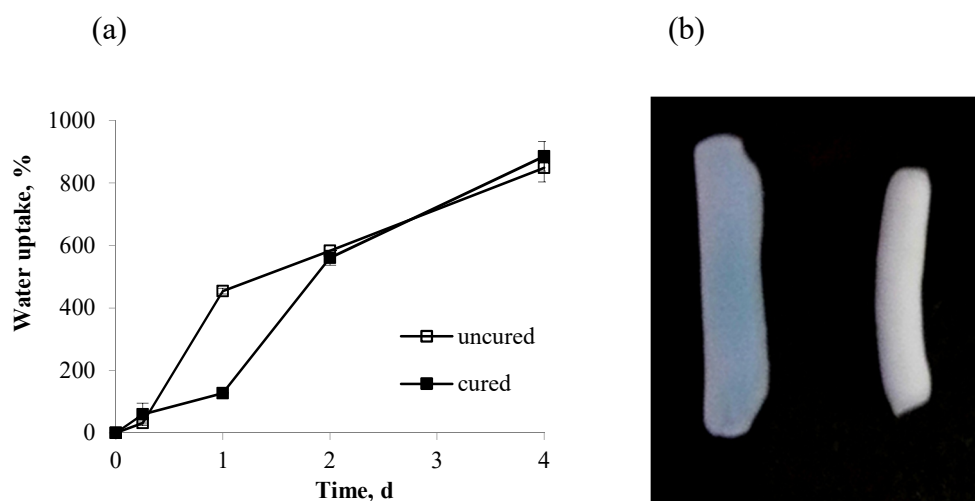 (a)
(b)
1000
800
600
400
200
0
Water uptake, %
uncured
cured
0 1 2 3 4
Time, d